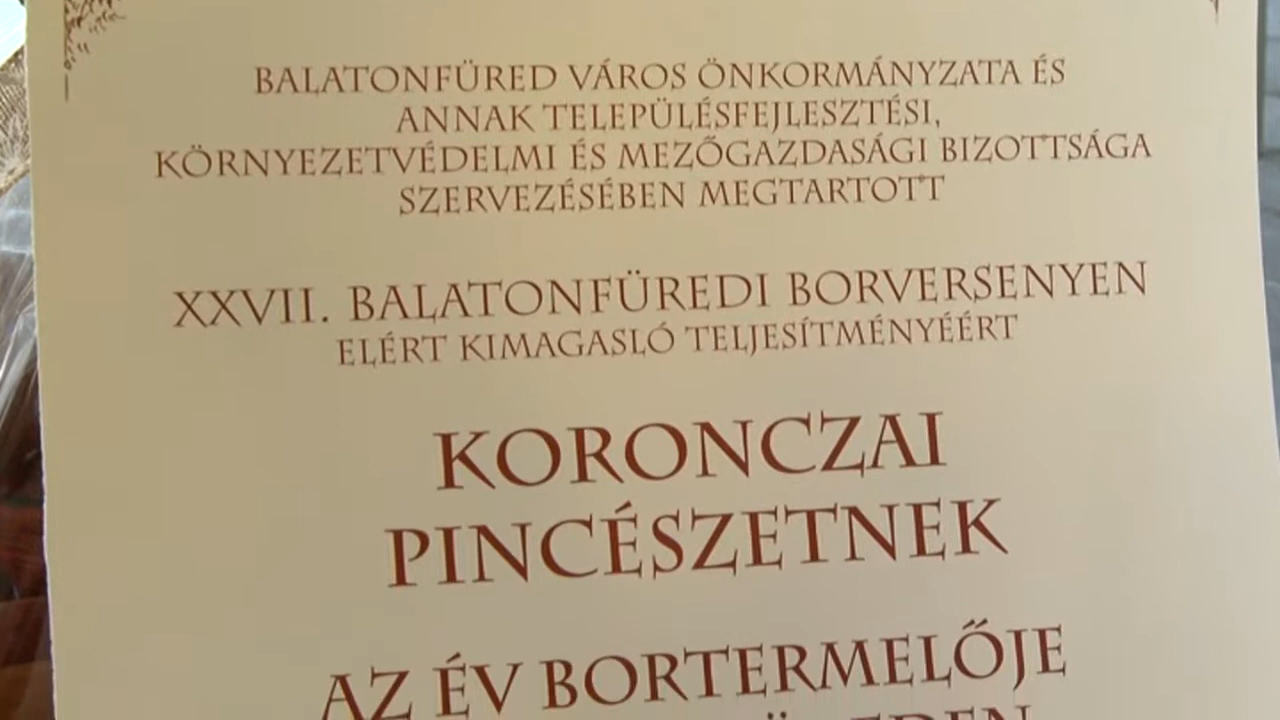 BALATONFÜRED VÁROS ÖNKORMÁNYZATA ÉS
ANNAK TELEPÜLÉSFEJLESZTÉSI,
KÖRNYEZETVÉDELMI ÉS MEZŐGAZDASÁGI BIZOTTSÁGA
SZERVEZÉSÉBEN MEGTARTOTT
XXVII. BALATONFÜREDI BORVERSENYEN
ELÉRT KIMAGASLÓ TELJESÍTMÉNYÉÉRT
KORONCZAI
PINCÉSZETNEK
AZ ÉV BORTERMELŐJE